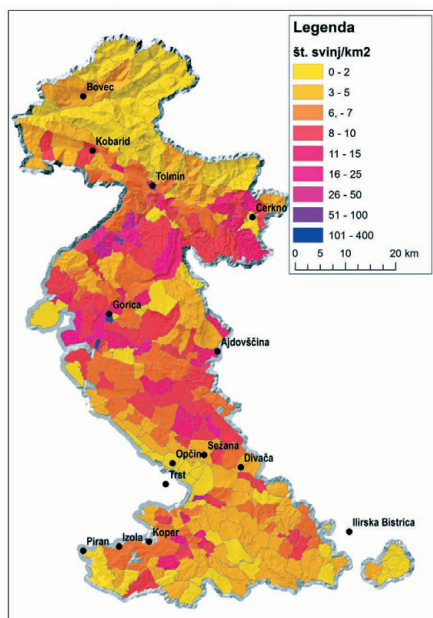 Legenda
št. svinj/km2
0 - 2
3 - 5
6, - 7
8 - 10
11 - 15
16 - 25
26 - 50
51 - 100
101 - 400
0 10 20 km
Bovec
Kobarid
Tolmin
Cerkno
Gorica
Ajdovščina
Sežana
Opčin
Divača
Trst
Ilirska Bistrica
Koper
Izola
Piran